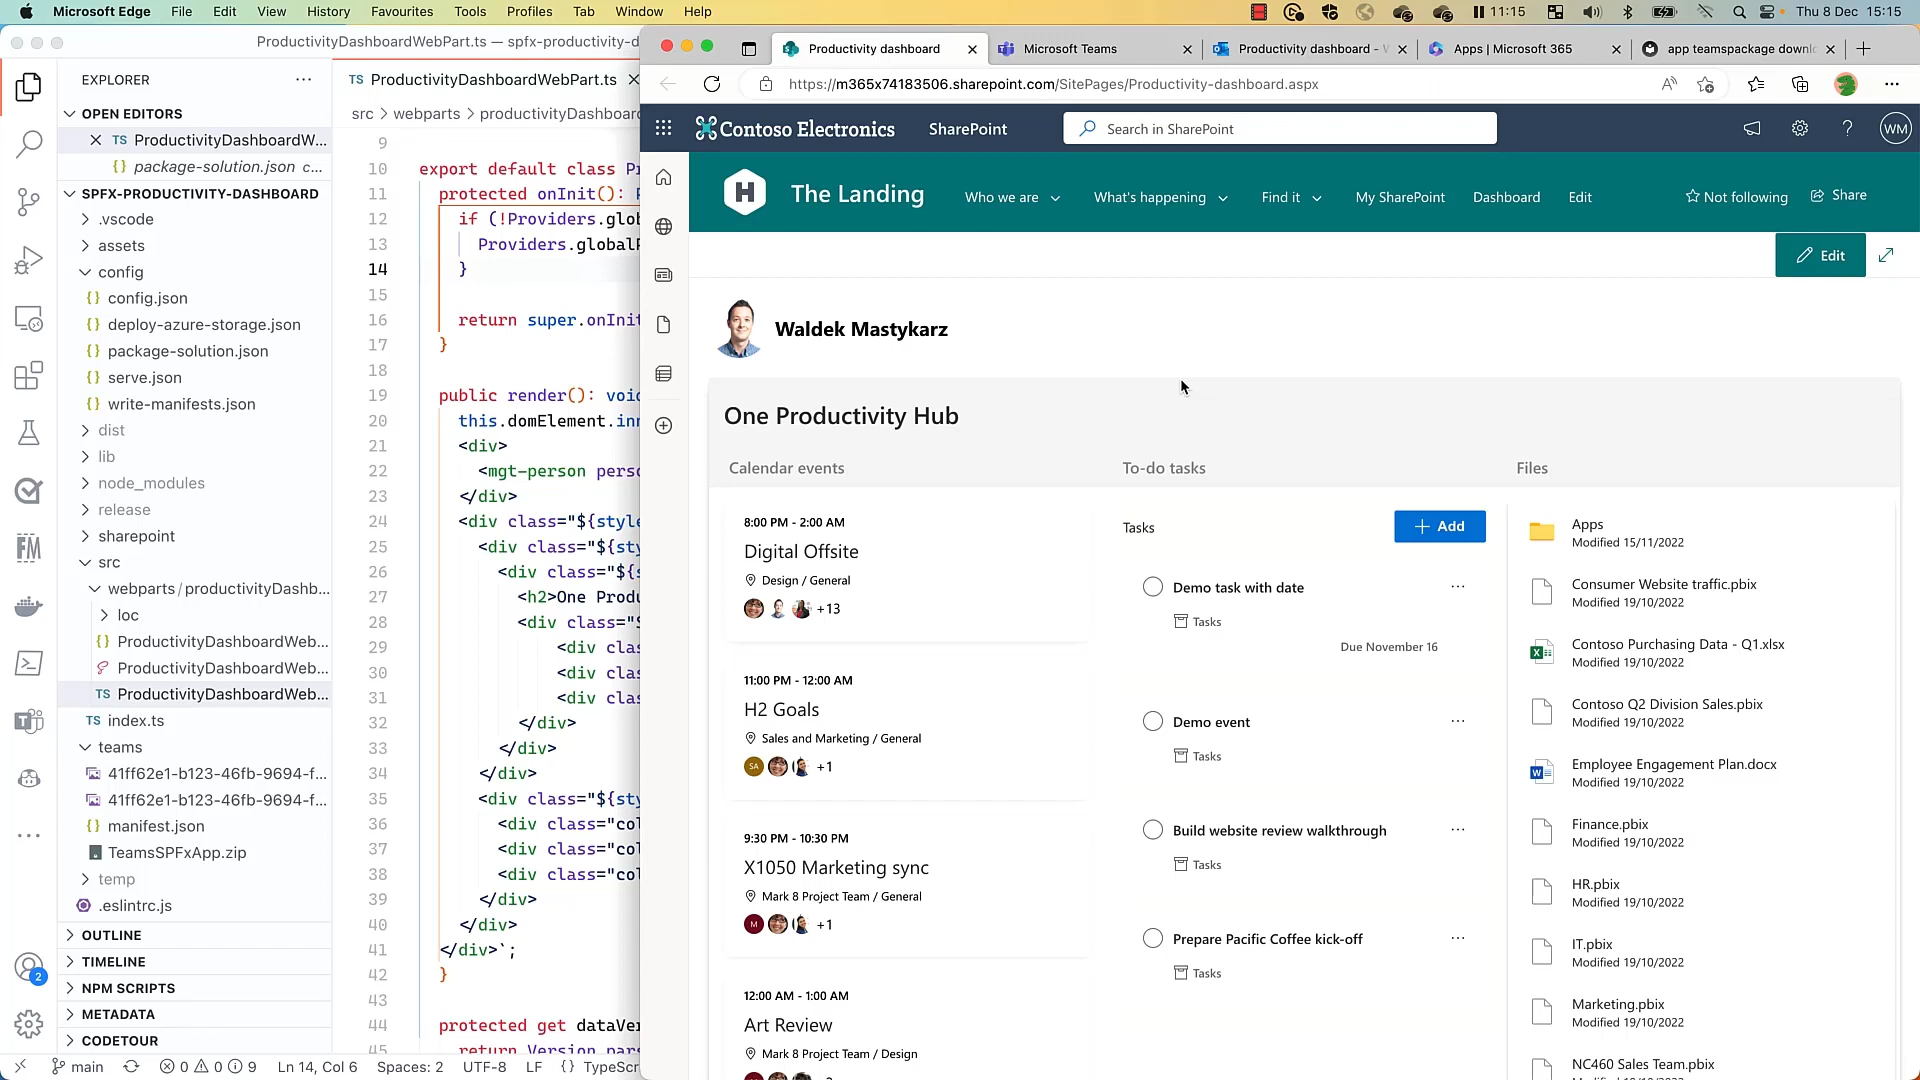 Microsoft Edge File Edit View History Favourites Tools Profiles Tab Window Help 11:15 Thu 8 Dec 15:15
ProductivityDashboardWebPart.ts — spfx-productivity-d
EXPLORER
OPEN EDITORS
TS ProductivityDashboardW...
{} package-solution.json c...
SPFX-PRODUCTIVITY-DASHBOARD
.vscode
assets
config
{} config.json
{} deploy-azure-storage.json
{} package-solution.json
{} serve.json
{} write-manifests.json
dist
lib
node_modules
release
sharepoint
src
webparts/productivityDashb...
loc
{} ProductivityDashboardWeb...
ProductivityDashboardWeb...
TS ProductivityDashboardWeb...
TS index.ts
teams
41ff62e1-b123-46fb-9694-f...
41ff62e1-b123-46fb-9694-f...
{} manifest.json
TeamsSPFxApp.zip
temp
.eslintrc.js
OUTLINE
TIMELINE
NPM SCRIPTS
METADATA
CODETOUR
2
TS ProductivityDashboardWebPart.ts
src > webparts > productivityDashboard
9
10 export default class Pr
11 protected onInit(): P
12 if (!Providers.glob
13 Providers.globalP
14 }
15
16 return super.onInit
17 }
18
19 public render(): void
20 this.domElement.inn
21 <div>
22 <mgt-person perso
23 </div>
24 <div class="${style
25 <div class="${sty
26 <div class="${s
27 <h2>One Produ
28 <div class="$
29 <div clas
30 <div clas
31 <div clas
32 </div>
33 </div>
34 </div>
35 <div class="${sty
36 <div class="col
37 <div class="col
38 <div class="col
39 </div>
40 </div>
41 </div>`;
42 }
43
44 protected get dataVer
45 return Version.pars
main 0 0 9 Ln 14, Col 6 Spaces: 2 UTF-8 LF {} TypeScr
Productivity dashboard
Microsoft Teams
Productivity dashboard - W
Apps | Microsoft 365
app teamspackage downl
https://m365x74183506.sharepoint.com/SitePages/Productivity-dashboard.aspx
Contoso Electronics SharePoint Search in SharePoint ? WM
H The Landing Who we are What's happening Find it My SharePoint Dashboard Edit Not following Share
Edit
Waldek Mastykarz
One Productivity Hub
Calendar events To-do tasks Files
8:00 PM - 2:00 AM
Digital Offsite
Design / General
+13
11:00 PM - 12:00 AM
H2 Goals
Sales and Marketing / General
SA +1
9:30 PM - 10:30 PM
X1050 Marketing sync
Mark 8 Project Team / General
M +1
12:00 AM - 1:00 AM
Art Review
Mark 8 Project Team / Design
Tasks + Add
Demo task with date
Tasks
Due November 16
Demo event
Tasks
Build website review walkthrough
Tasks
Prepare Pacific Coffee kick-off
Tasks
Apps
Modified 15/11/2022
Consumer Website traffic.pbix
Modified 19/10/2022
Contoso Purchasing Data - Q1.xlsx
Modified 19/10/2022
Contoso Q2 Division Sales.pbix
Modified 19/10/2022
Employee Engagement Plan.docx
Modified 19/10/2022
Finance.pbix
Modified 19/10/2022
HR.pbix
Modified 19/10/2022
IT.pbix
Modified 19/10/2022
Marketing.pbix
Modified 19/10/2022
NC460 Sales Team.pbix